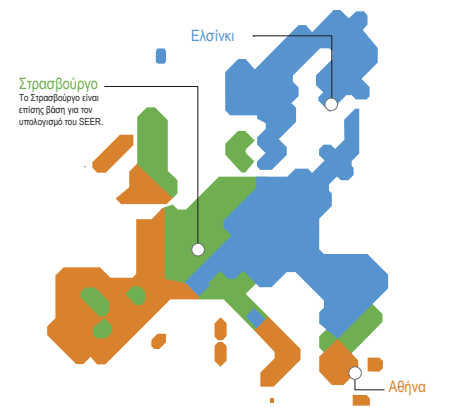 Ελσίνκι
Στρασβούργο
Το Στρασβούργο είναι
επίσης βάση για τον
υπολογισμό του SEER.
Αθήνα